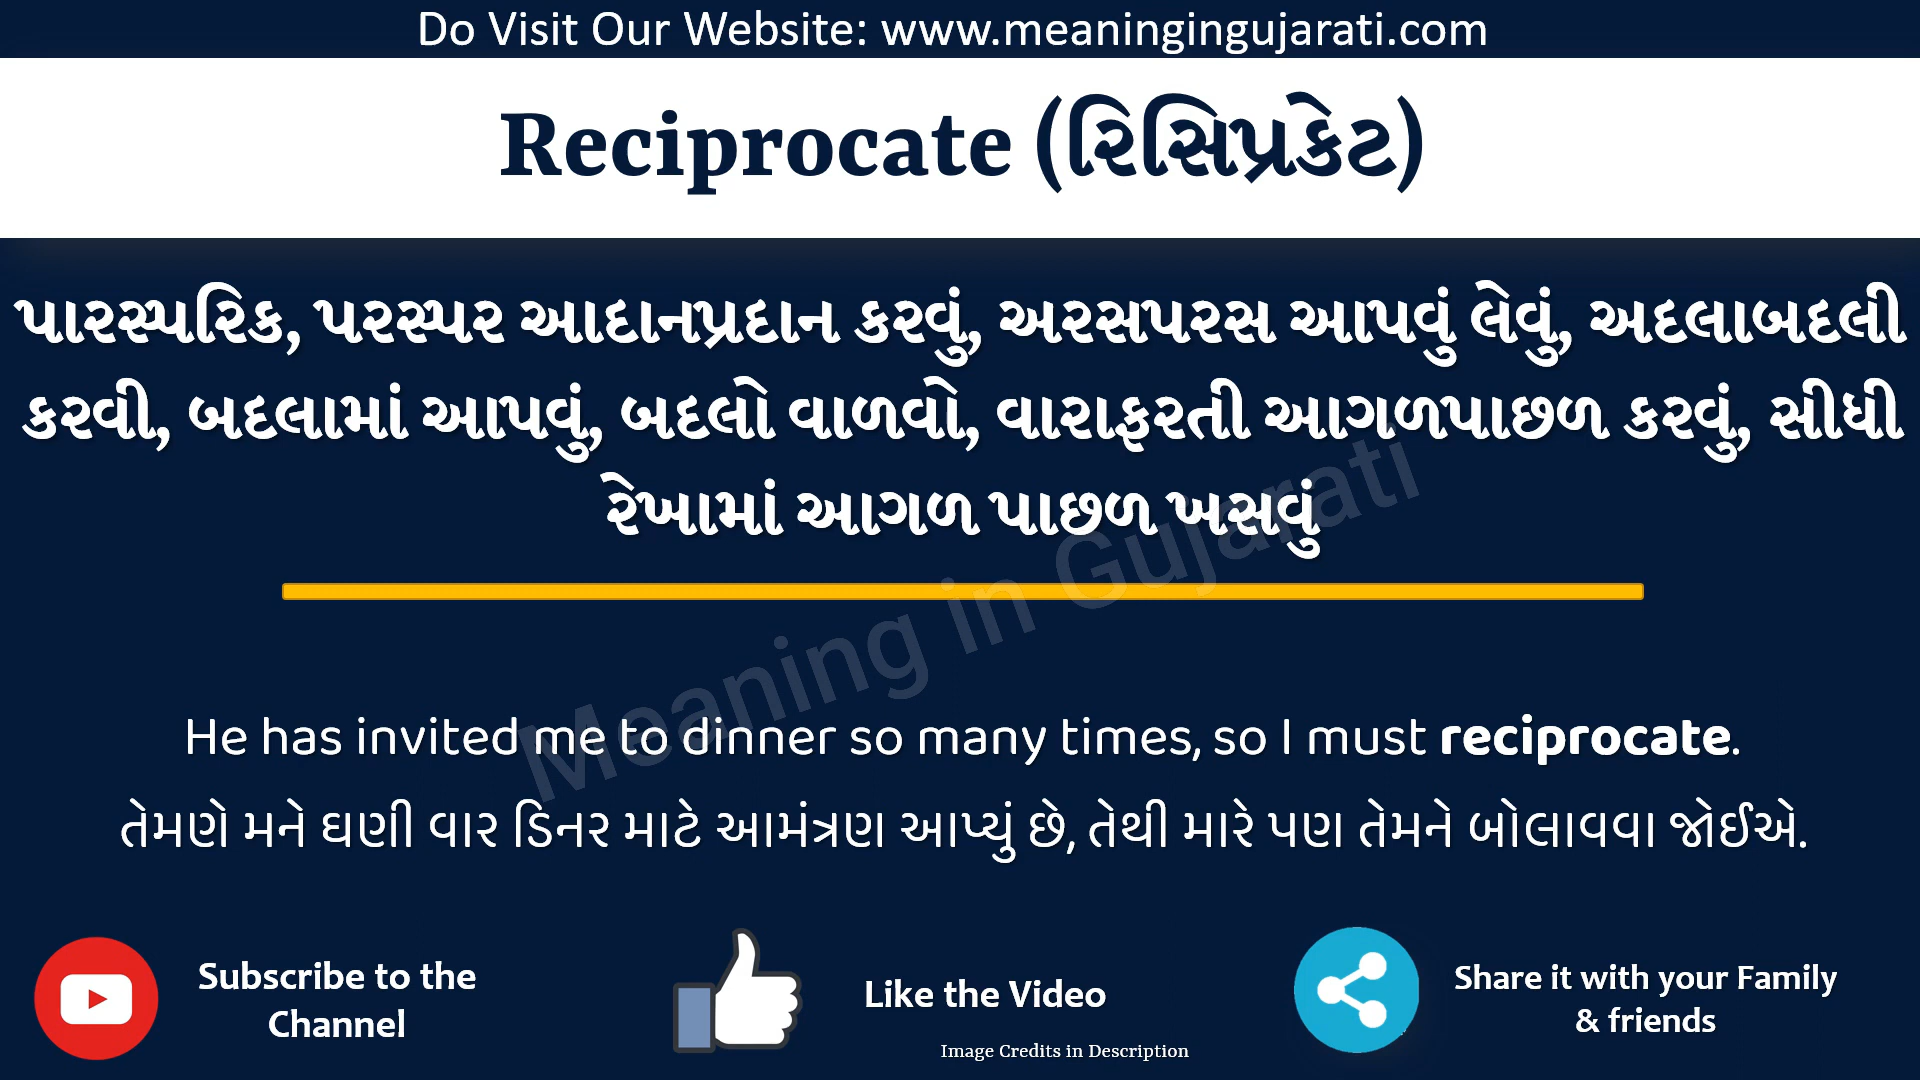 Do Visit Our Website: www.meaningingujarati.com
Reciprocate (રિસિપ્રકેટ)
પારસ્પરિક, પરસ્પર આદાનપ્રદાન કરવું, અરસપરસ આપવું લેવું, અદલાબદલી
કરવી, બદલામાં આપવું, બદલો વાળવો, વારાફરતી આગળપાછળ કરવું, સીધી
રેખામાં આગળ પાછળ ખસવું
Meaning in Gujarati
He has invited me to dinner so many times, so I must reciprocate.
તેમણે મને ઘણી વાર ડિનર માટે આમંત્રણ આપ્યું છે, તેથી મારે પણ તેમને બોલાવવા જોઈએ.
Subscribe to the
Channel
Like the Video
Share it with your Family
& friends
Image Credits in Description